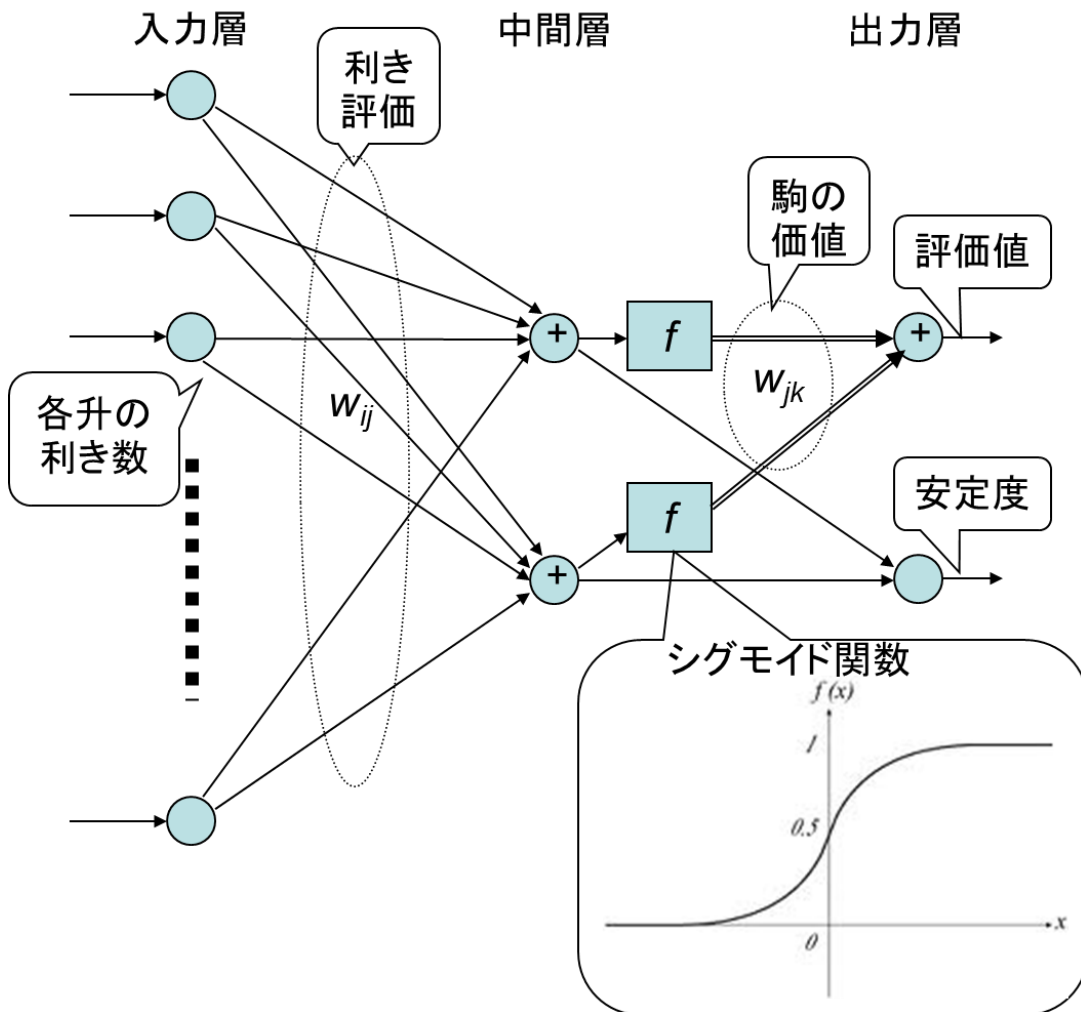 入力層
中間層
出力層
利き
評価
駒の
価値
評価値
+
f
+
各升の
利き数
wij
wjk
f
安定度
+
シグモイド関数
f (x)
1
0.5
0
x